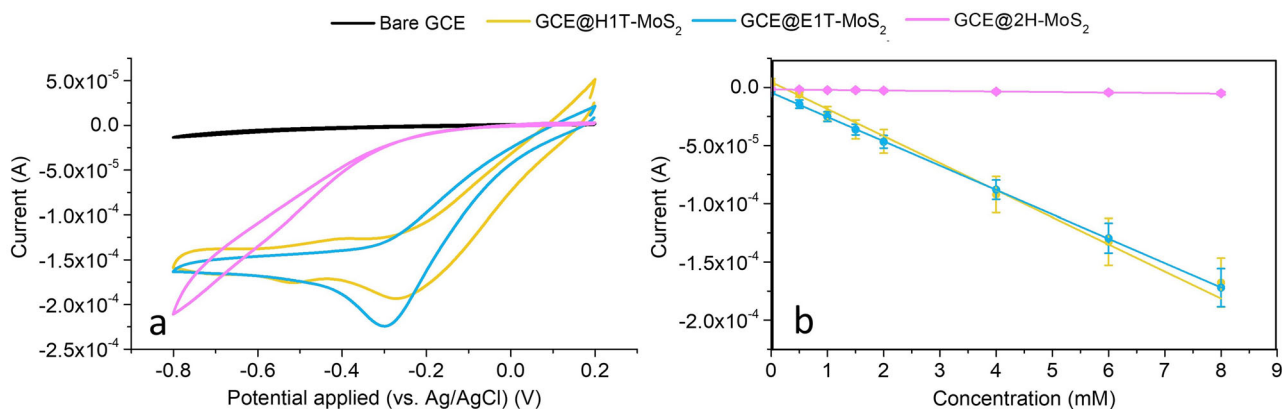 Bare GCE GCE@H1T-MoS₂ GCE@E1T-MoS₂ GCE@2H-MoS₂
5.0x10⁻⁵
0.0
-5.0x10⁻⁵
-1.0x10⁻⁴
-1.5x10⁻⁴
-2.0x10⁻⁴
-2.5x10⁻⁴
Current (A)
a
-0.8 -0.6 -0.4 -0.2 0.0 0.2
Potential applied (vs. Ag/AgCl) (V)
0.0
-5.0x10⁻⁵
-1.0x10⁻⁴
-1.5x10⁻⁴
-2.0x10⁻⁴
Current (A)
b
0 1 2 3 4 5 6 7 8 9
Concentration (mM)